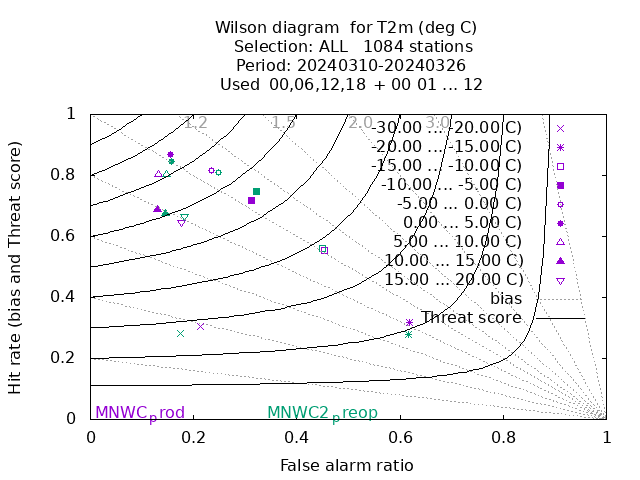 Wilson diagram for T2m (deg C)
Selection: ALL 1084 stations
Period: 20240310-20240326
Used 00,06,12,18 + 00 01 ... 12
Hit rate (bias and Threat score)
1
0.8
0.6
0.4
0.2
0
1.2 1.5 2.0 3.0
-30.00 ... -20.00 C)
-20.00 ... -15.00 C)
-15.00 ... -10.00 C)
-10.00 ... -5.00 C)
-5.00 ... 0.00 C)
0.00 ... 5.00 C)
5.00 ... 10.00 C)
10.00 ... 15.00 C)
15.00 ... 20.00 C)
bias
Threat score
MNWCprod MNWC2preop
0 0.2 0.4 0.6 0.8 1
False alarm ratio